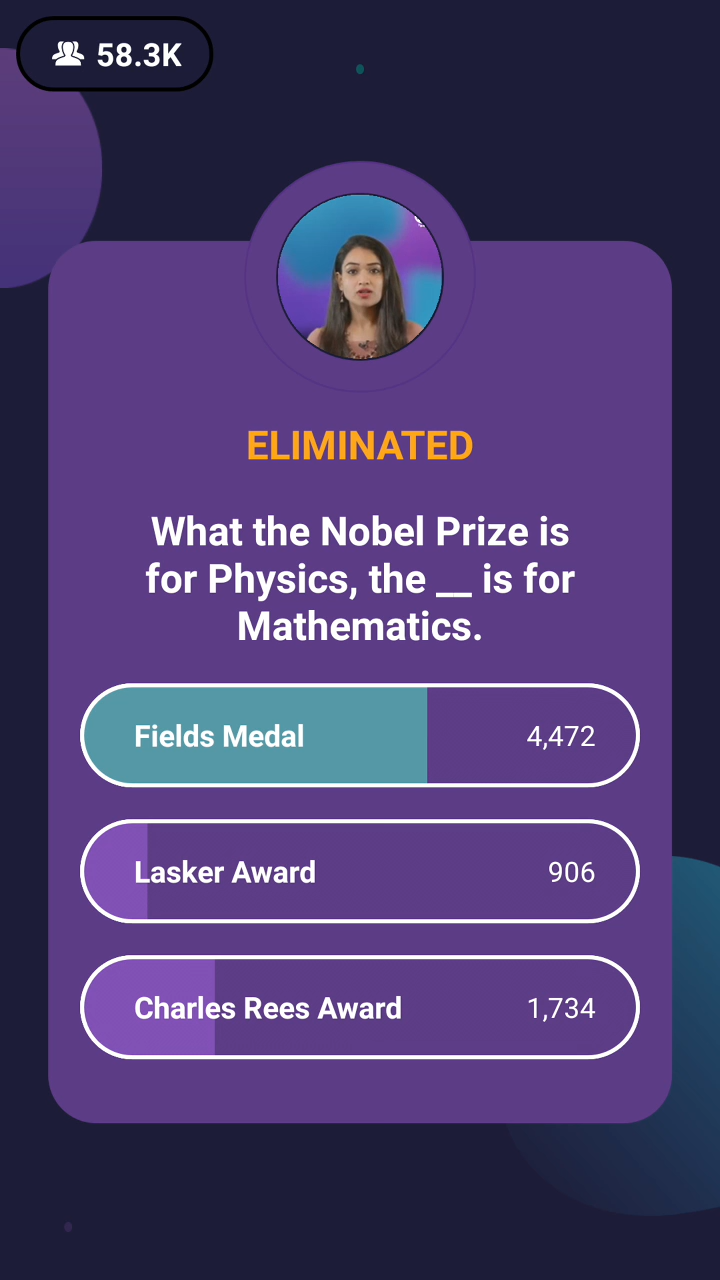 58.3K
ELIMINATED
What the Nobel Prize is
for Physics, the __ is for
Mathematics.
Fields Medal 4,472
Lasker Award 906
Charles Rees Award 1,734